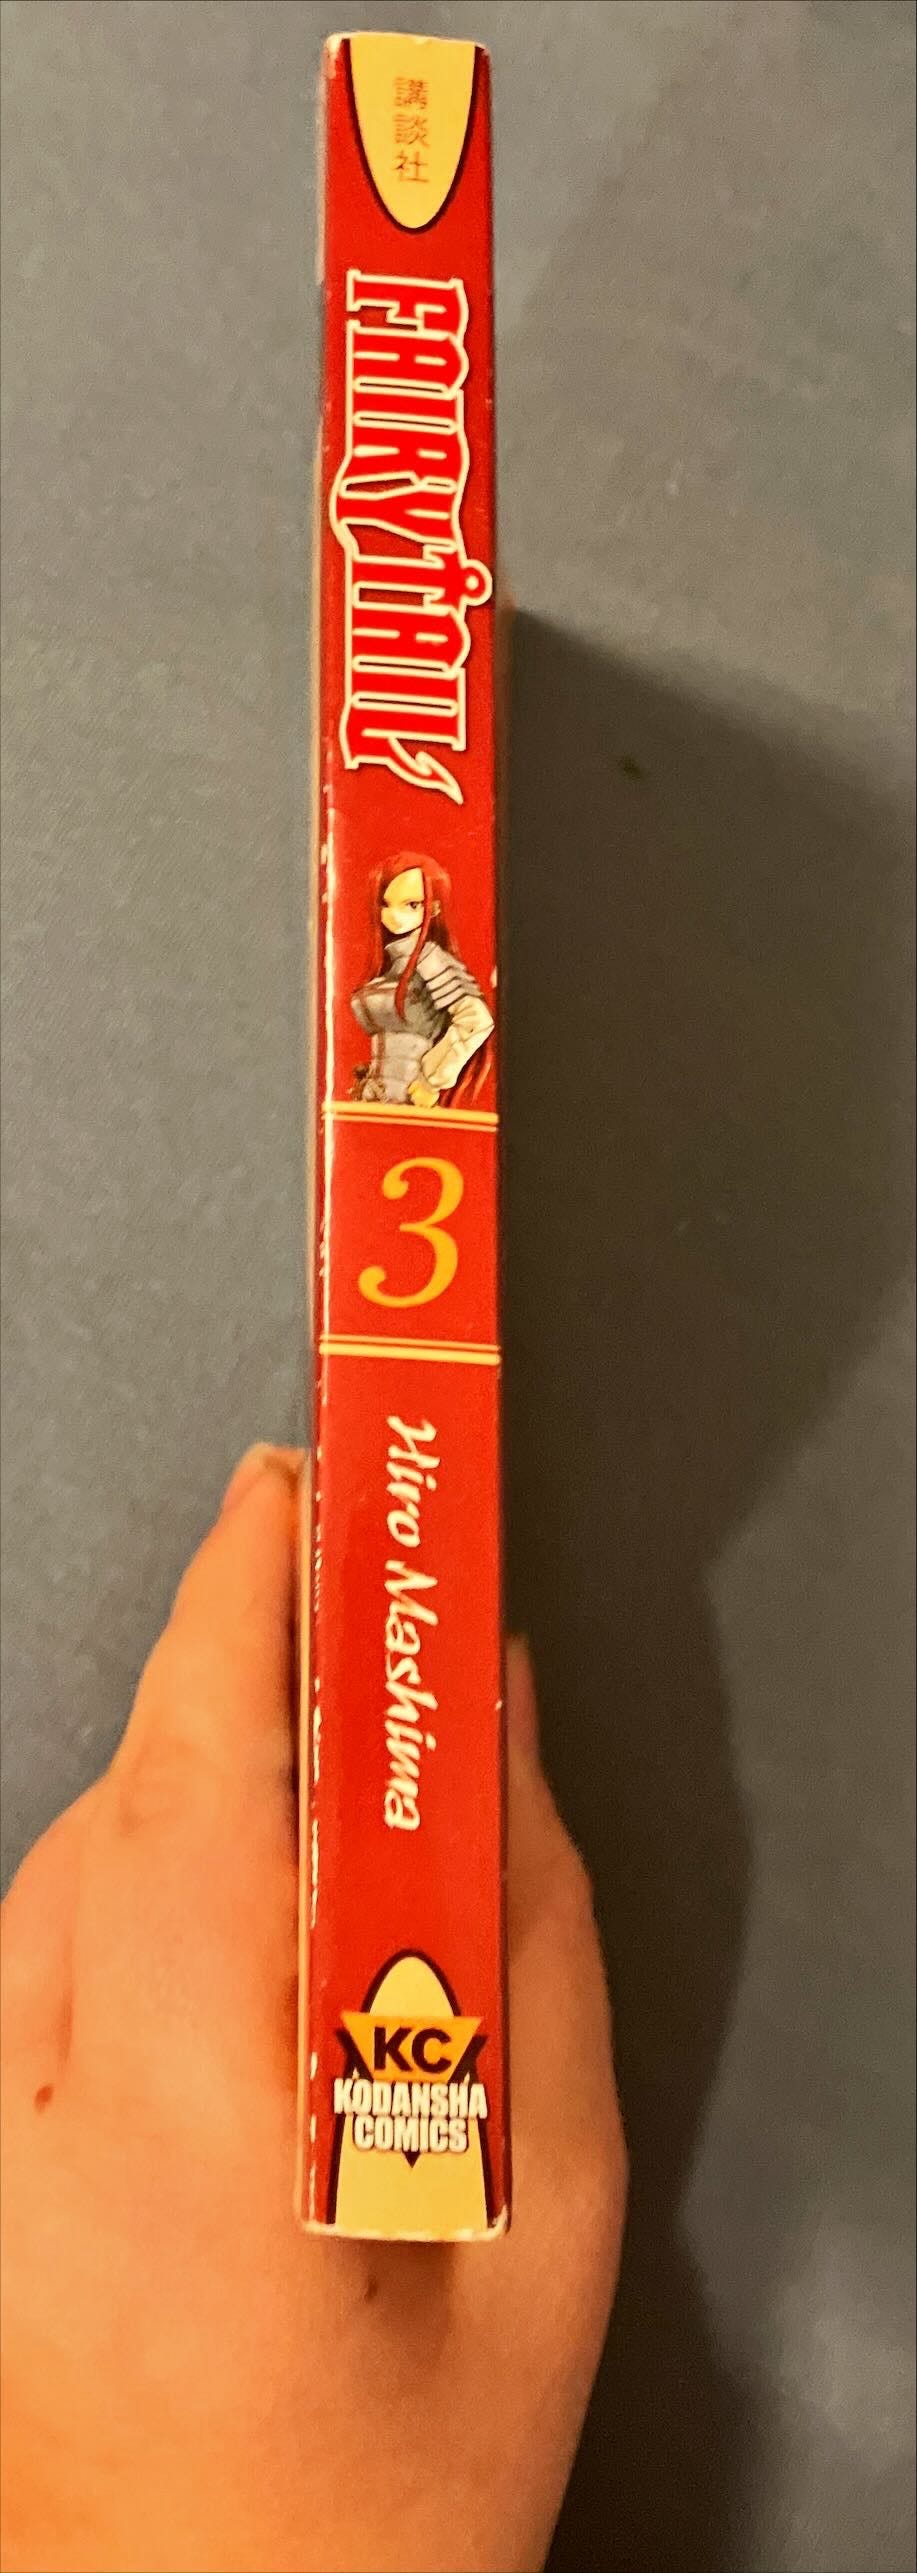 講談社
FAIRY TAIL
3
Hiro Mashima
KC
KODANSHA
COMICS